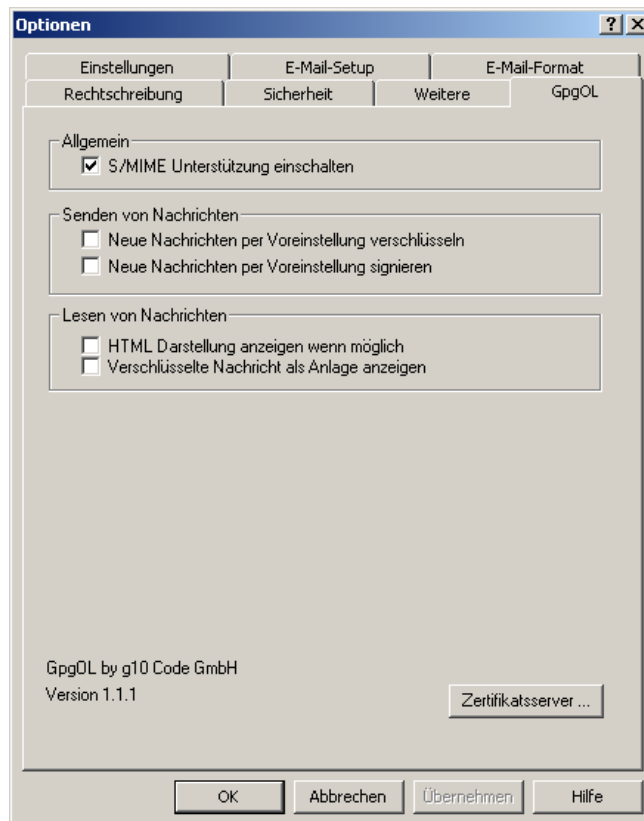 Optionen
Einstellungen E-Mail-Setup E-Mail-Format
Rechtschreibung Sicherheit Weitere GpgOL
Allgemein
S/MIME Unterstützung einschalten
Senden von Nachrichten
Neue Nachrichten per Voreinstellung verschlüsseln
Neue Nachrichten per Voreinstellung signieren
Lesen von Nachrichten
HTML Darstellung anzeigen wenn möglich
Verschlüsselte Nachricht als Anlage anzeigen
GpgOL by g10 Code GmbH
Version 1.1.1
Zertifikatsserver ...
OK Abbrechen Übernehmen Hilfe